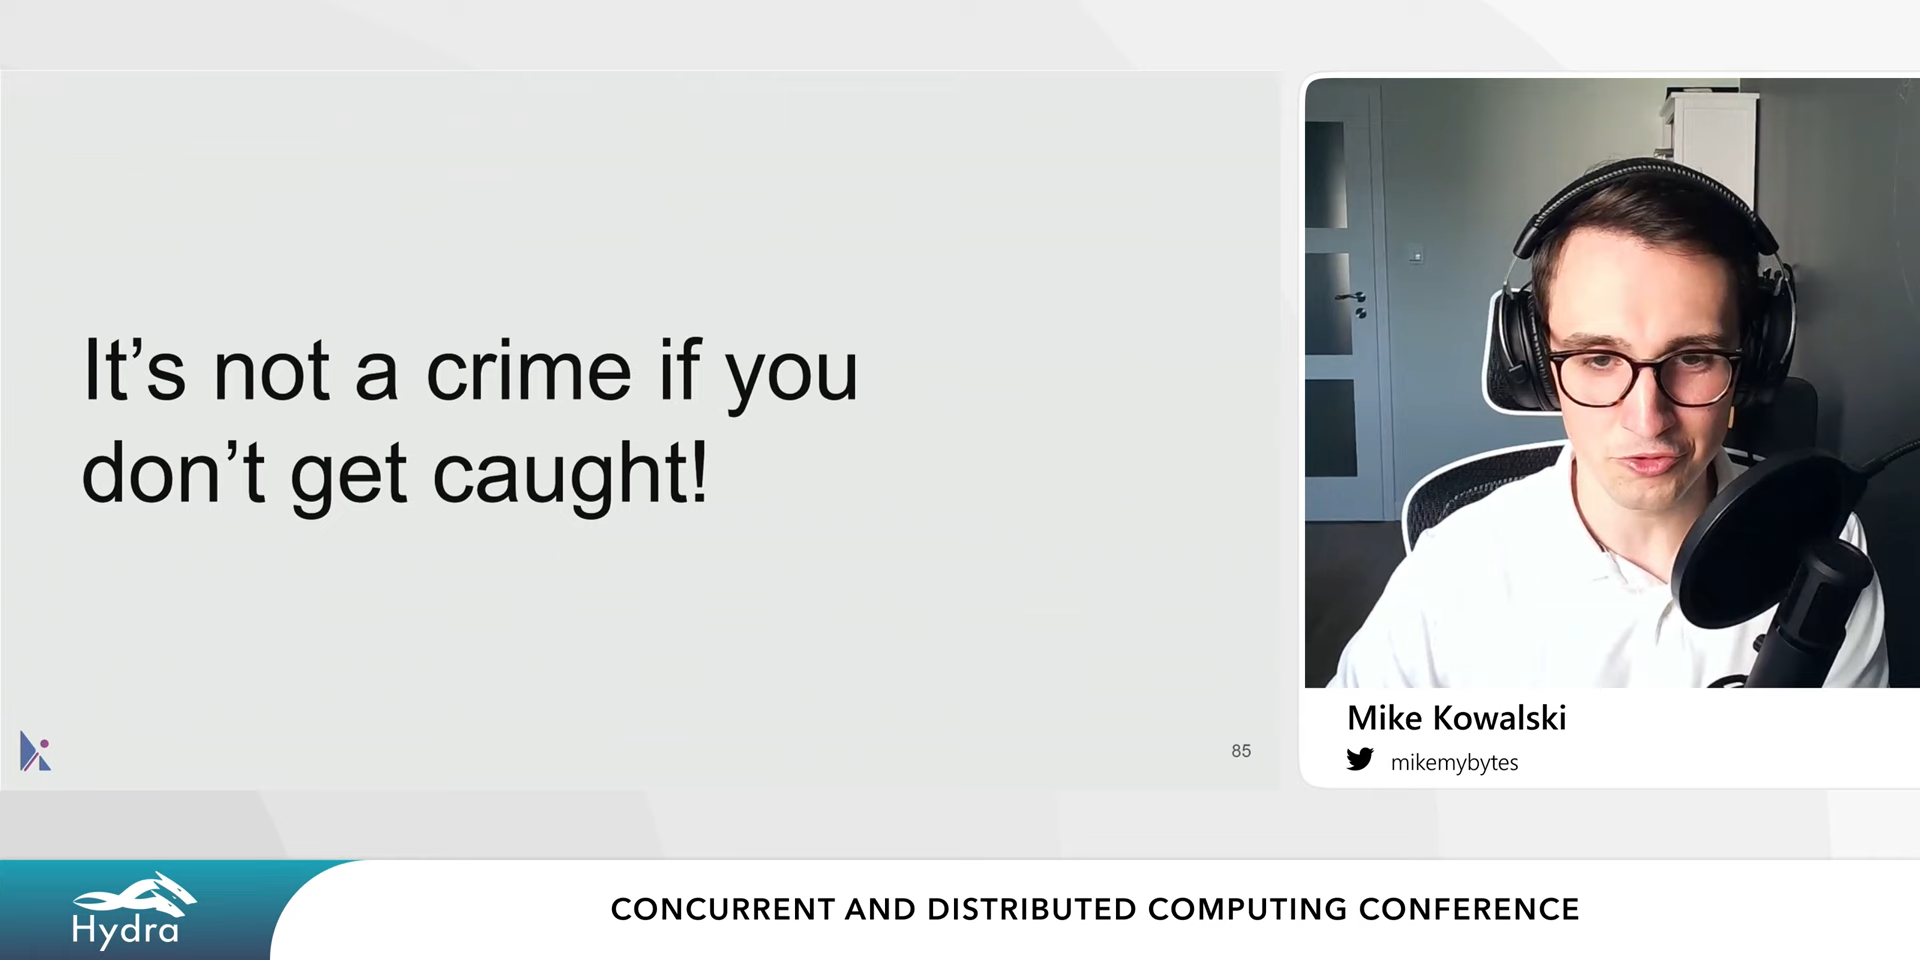 It’s not a crime if you
don’t get caught!
85
Mike Kowalski
mikemybytes
Hydra
CONCURRENT AND DISTRIBUTED COMPUTING CONFERENCE